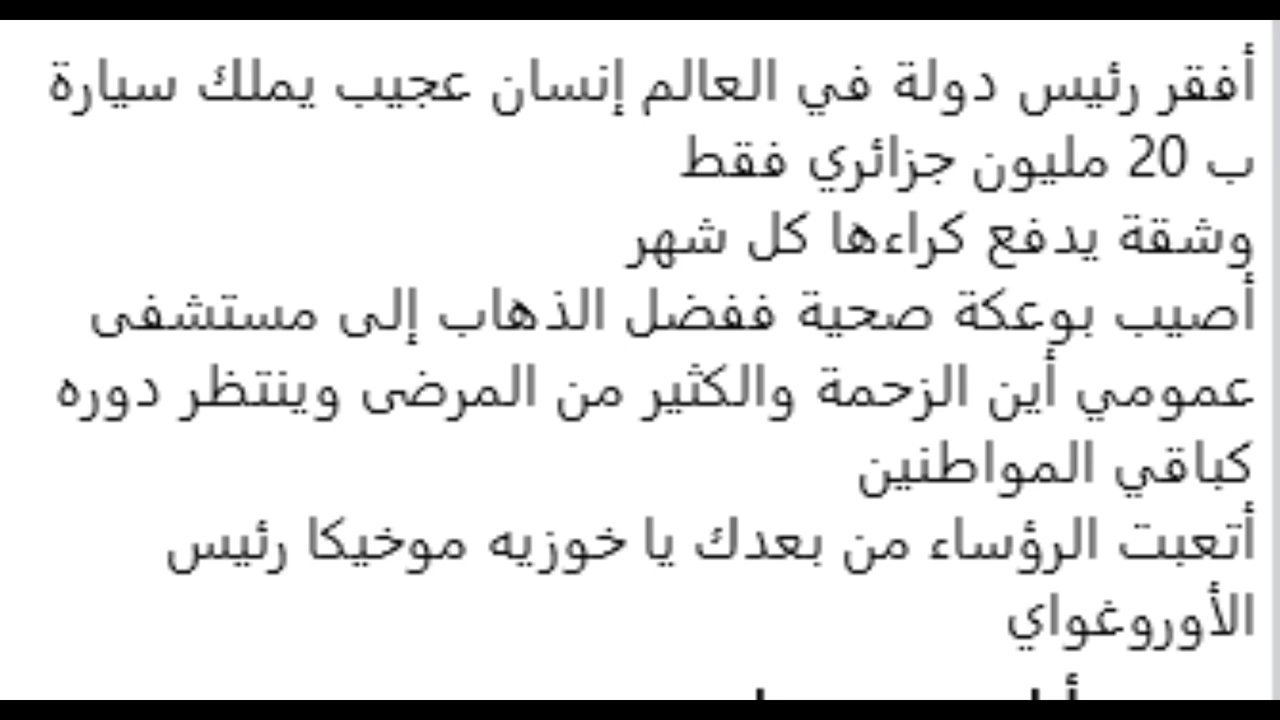 أفقر رئيس دولة في العالم إنسان عجيب يملك سيارة
ب 20 مليون جزائري فقط
وشقة يدفع كراءها كل شهر
أصيب بوعكة صحية ففضل الذهاب إلى مستشفى
عمومي أين الزحمة والكثير من المرضى وينتظر دوره
كباقي المواطنين
أتعبت الرؤساء من بعدك يا خوزيه موخيكا رئيس
الأوروغواي